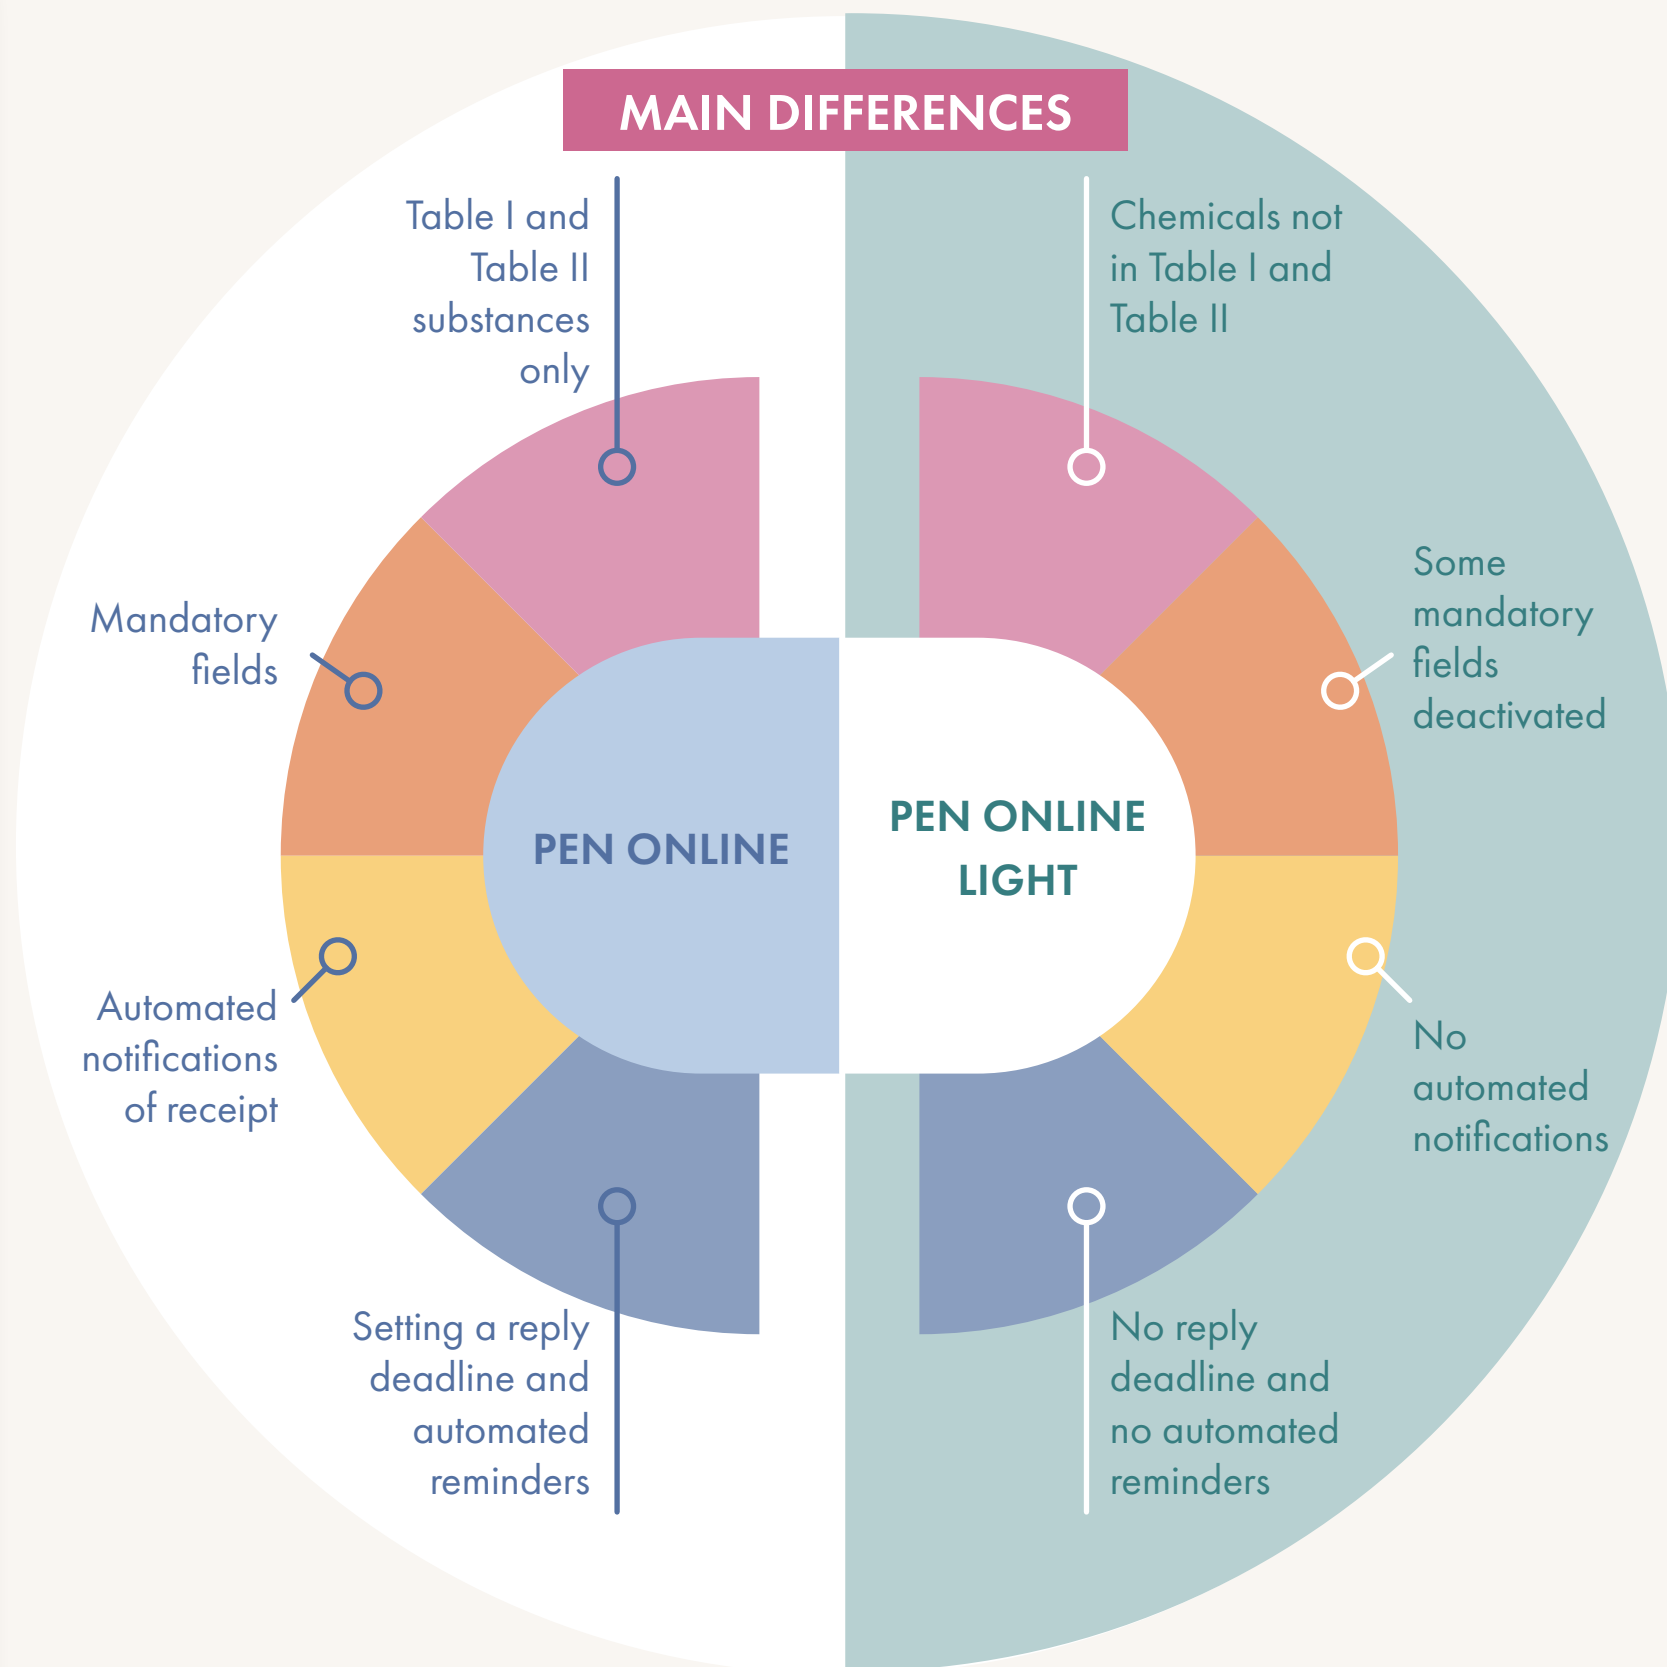 MAIN DIFFERENCES
Table I and
Table II
substances
only
Chemicals not
in Table I and
Table II
Mandatory
fields
Some
mandatory
fields
deactivated
PEN ONLINE
PEN ONLINE
LIGHT
Automated
notifications
of receipt
No
automated
notifications
Setting a reply
deadline and
automated
reminders
No reply
deadline and
no automated
reminders